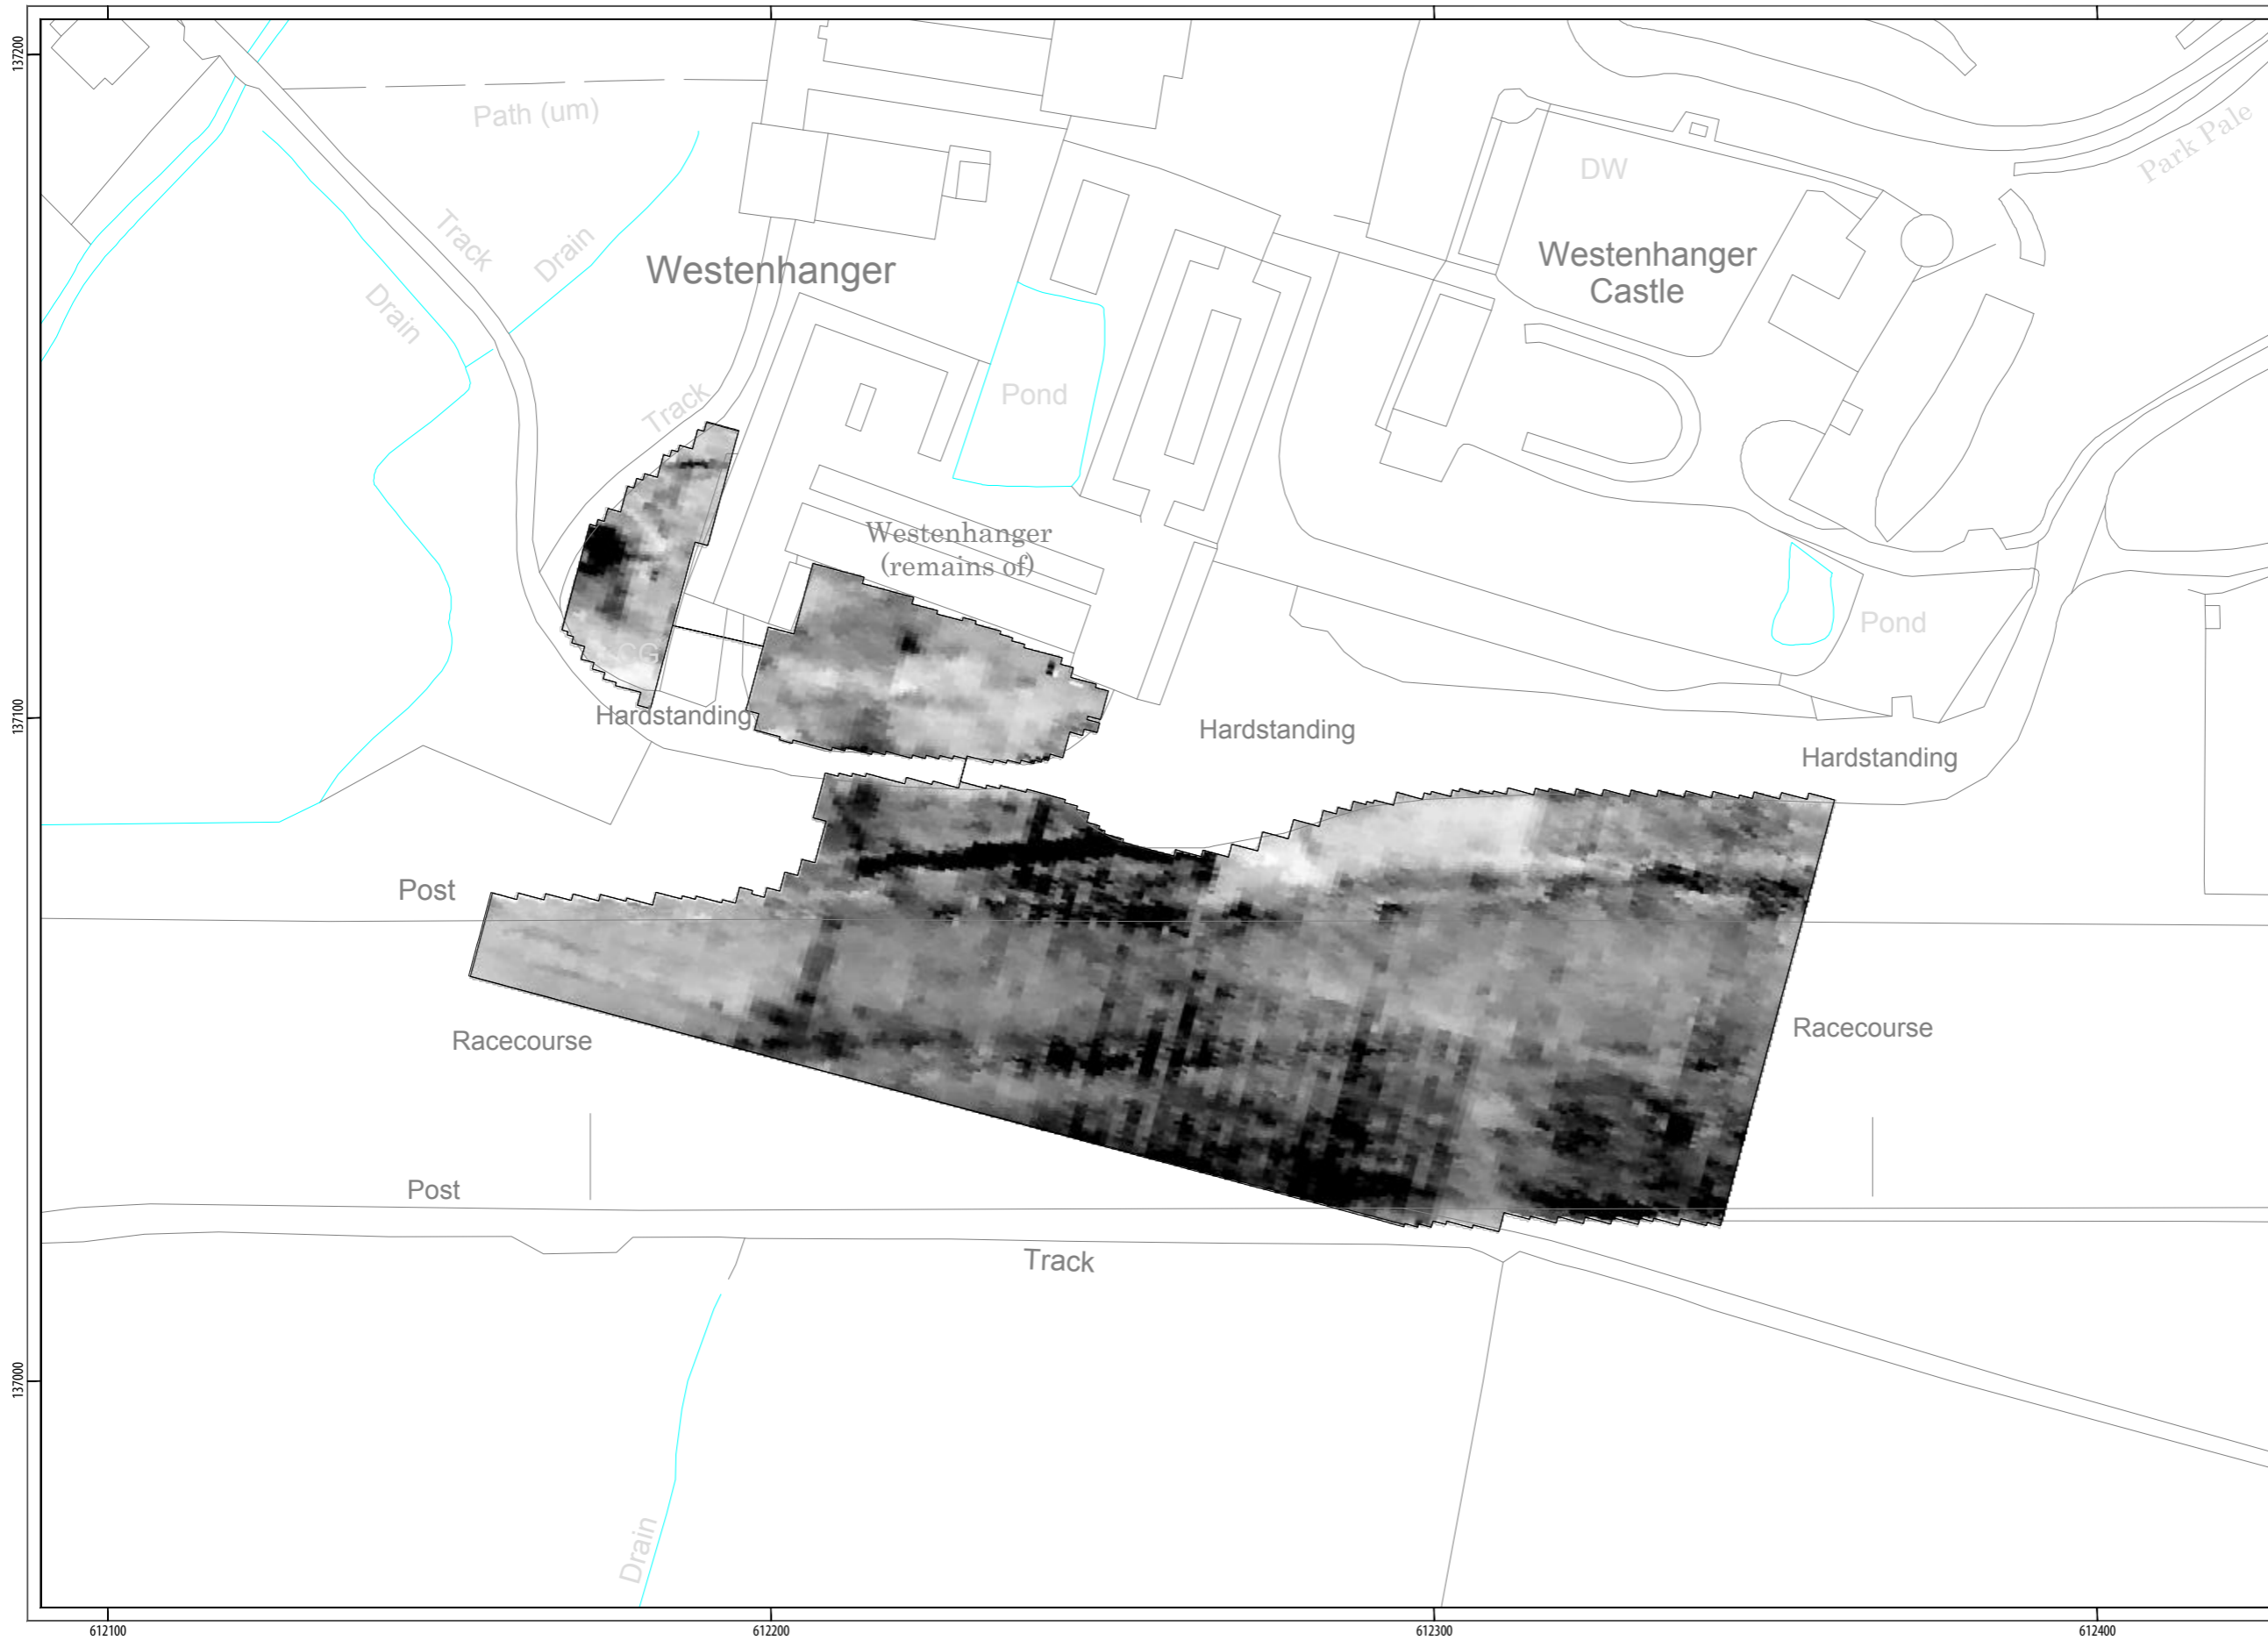 137200
Path (um)
Track
Drain
Drain
Westenhanger
DW
Park Pale
Westenhanger
Castle
Track
Pond
Westenhanger
(remains of)
Pond
CG
137100
Hardstanding
Hardstanding
Hardstanding
Post
Racecourse
Racecourse
Post
Track
137000
Drain
612100
612200
612300
612400